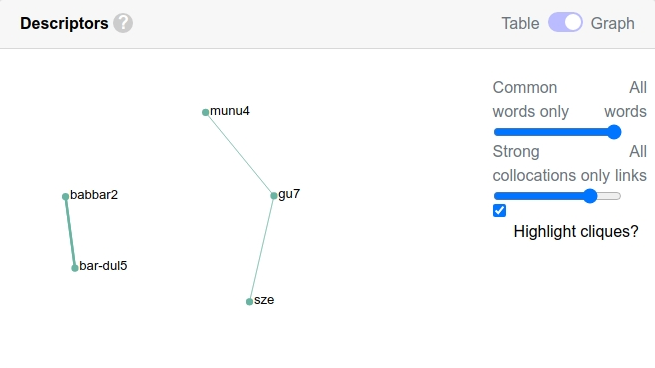 Descriptors ?
Table Graph
Common All
words only words
Strong All
collocations only links
Highlight cliques?
munu4
babbar2
gu7
bar-dul5
sze